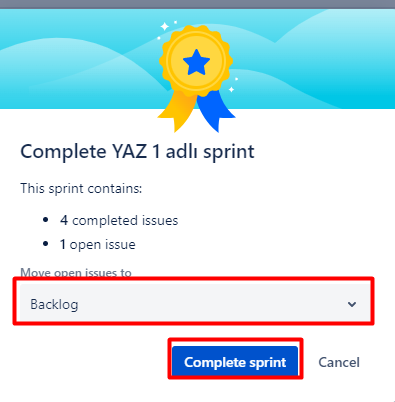 Complete YAZ 1 adlı sprint
This sprint contains:
4 completed issues
1 open issue
Move open issues to
Backlog
Complete sprint
Cancel